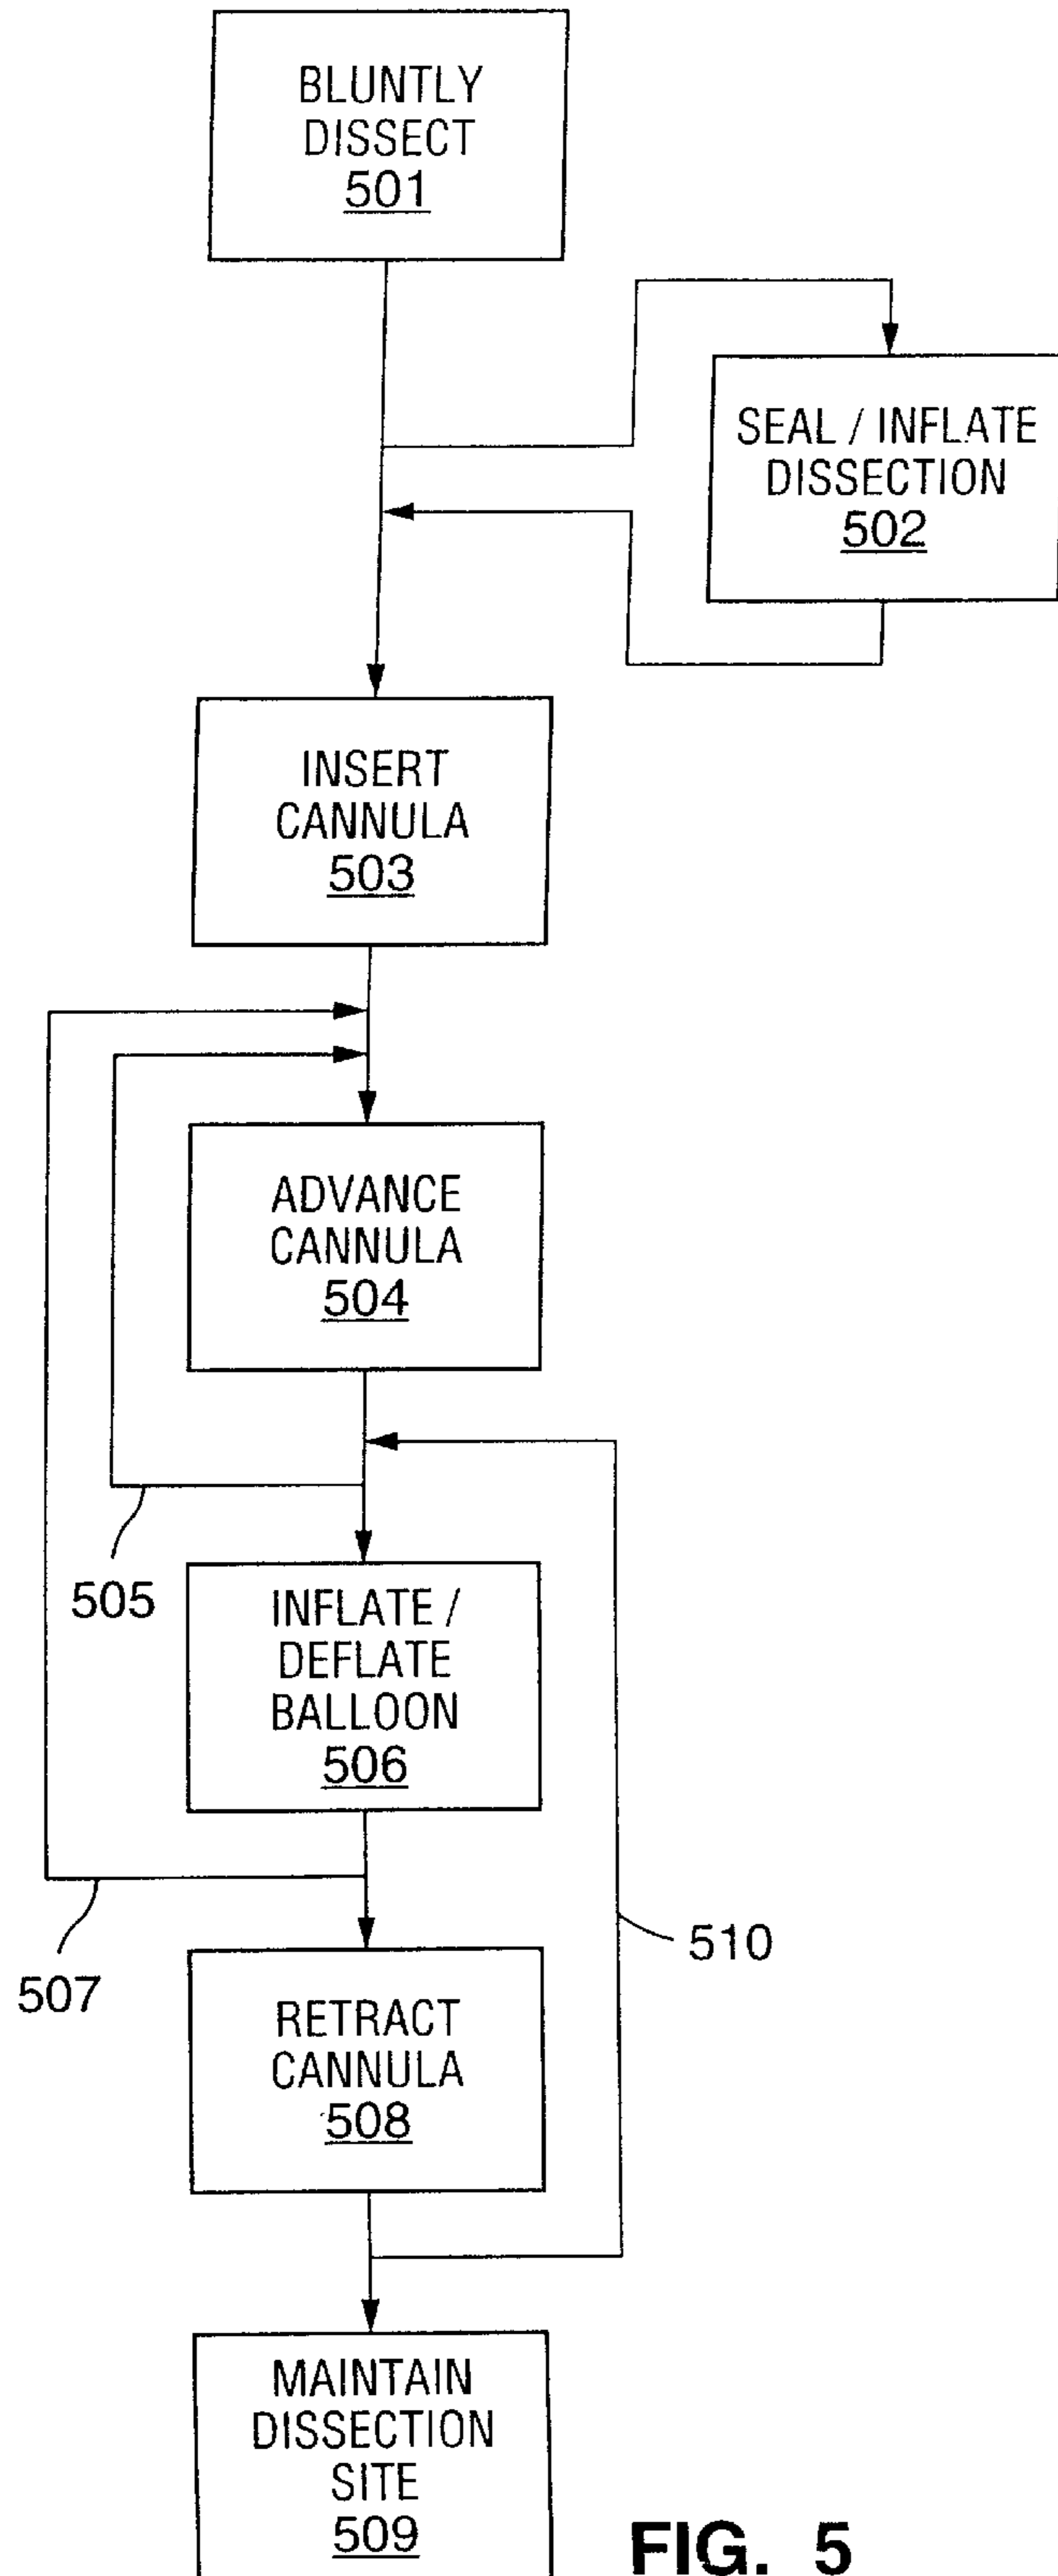 BLUNTLY
DISSECT
501
SEAL / INFLATE
DISSECTION
502
INSERT
CANNULA
503
ADVANCE
CANNULA
504
505
INFLATE /
DEFLATE
BALLOON
506
507
510
RETRACT
CANNULA
508
MAINTAIN
DISSECTION
SITE
509
FIG. 5